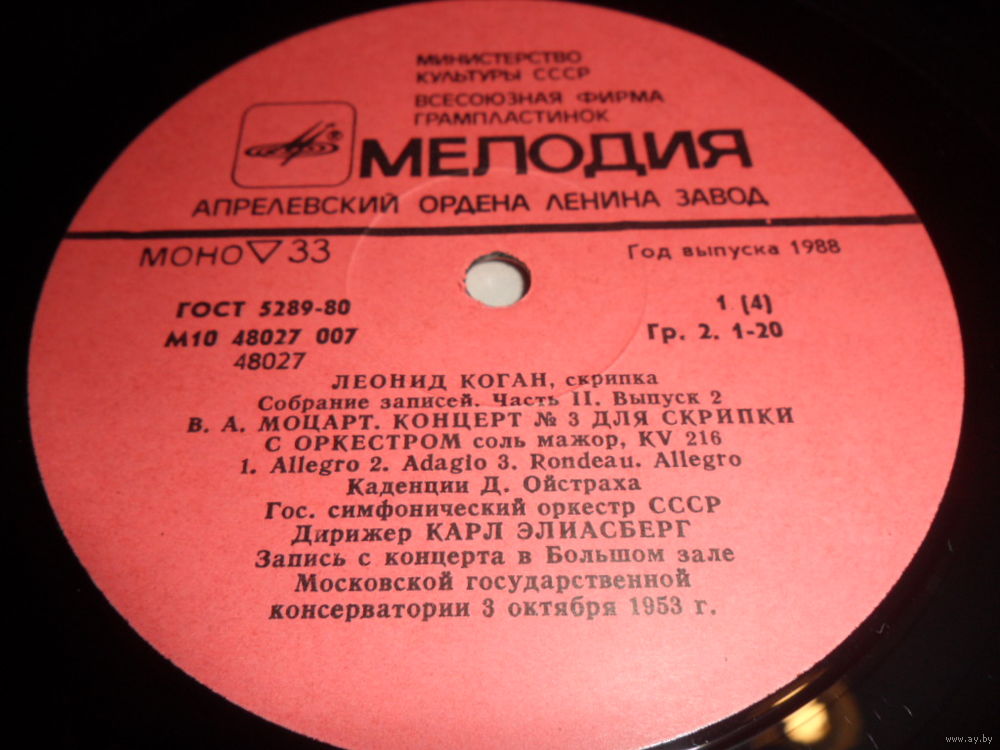 МИНИСТЕРСТВО
КУЛЬТУРЫ СССР
ВСЕСОЮЗНАЯ ФИРМА
ГРАМПЛАСТИНОК
МЕЛОДИЯ
АПРЕЛЕВСКИЙ ОРДЕНА ЛЕНИНА ЗАВОД
МОНО ▽ 33
Год выпуска 1988
ГОСТ 5289-80
1 (4)
М10 48027 007
Гр. 2. 1-20
48027
ЛЕОНИД КОГАН, скрипка
Собрание записей. Часть II. Выпуск 2
В. А. МОЦАРТ. КОНЦЕРТ № 3 ДЛЯ СКРИПКИ
С ОРКЕСТРОМ соль мажор, KV 216
1. Allegro 2. Adagio 3. Rondeau. Allegro
Каденции Д. Ойстраха
Гос. симфонический оркестр СССР
Дирижер КАРЛ ЭЛИАСБЕРГ
Запись с концерта в Большом зале
Московской государственной
консерватории 3 октября 1953 г.
www.ay.by